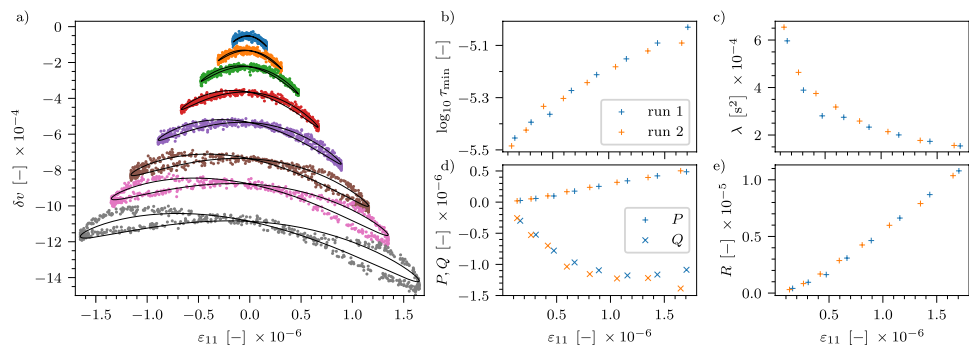 a)
0
−2
−4
−6
−8
−10
−12
−14
δv [−] ×10⁻⁴
−1.5 −1.0 −0.5 0.0 0.5 1.0 1.5
ε₁₁ [−] ×10⁻⁶
b)
-5.1
-5.3
-5.5
log₁₀ τmin [−]
run 1
run 2
c)
6
4
2
λ [s²] ×10⁻⁴
d)
0.5
0.0
−0.5
−1.0
−1.5
P, Q [−] ×10⁻⁶
P
Q
0.5 1.0 1.5
ε₁₁ [−] ×10⁻⁶
e)
1.0
0.5
0.0
R [−] ×10⁻⁵
0.5 1.0 1.5
ε₁₁ [−] ×10⁻⁶